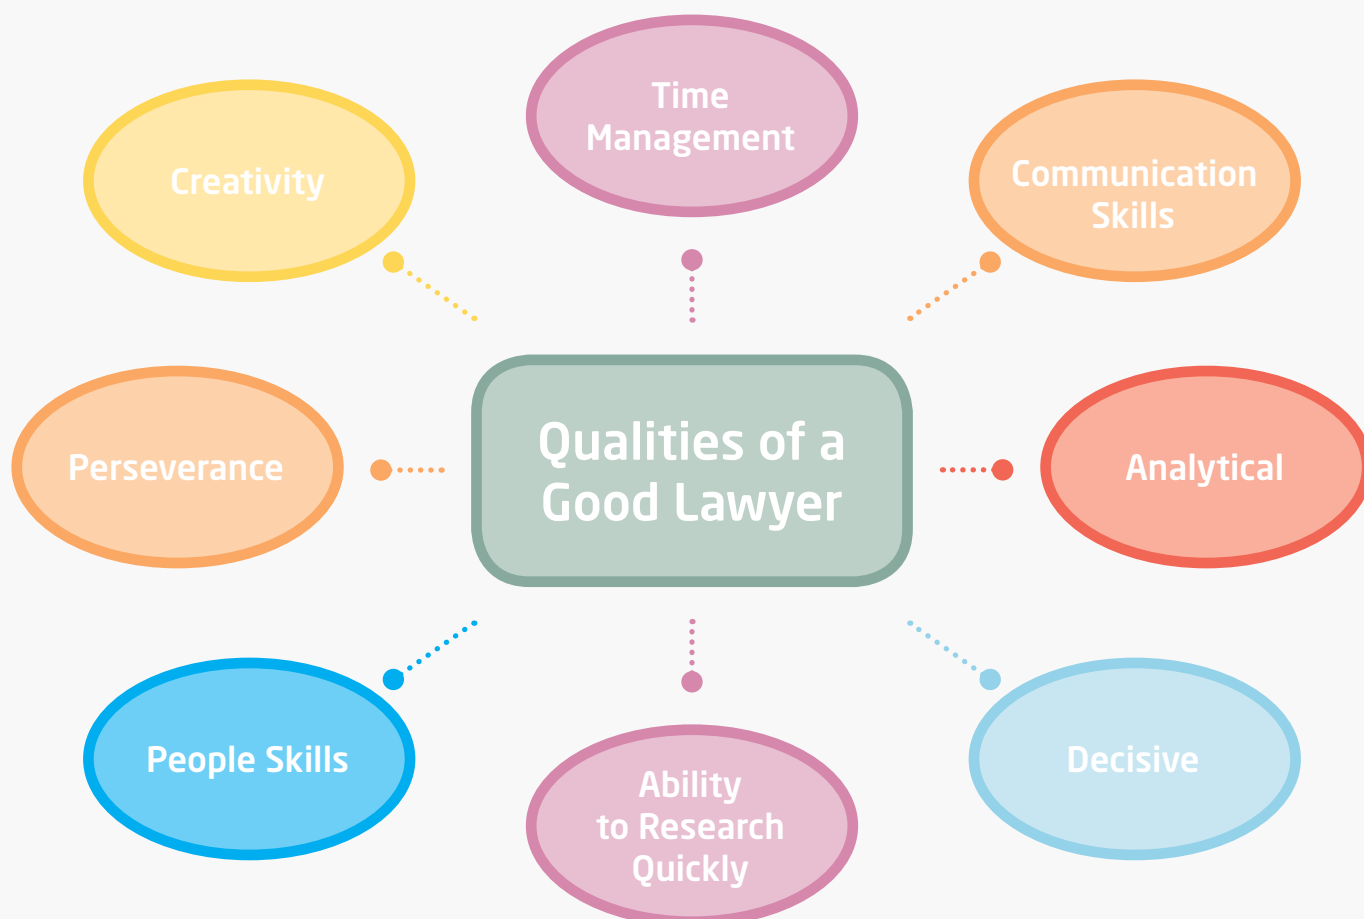 Time
Management
Creativity
Communication
Skills
Qualities of a
Good Lawyer
Perseverance
Analytical
People Skills
Decisive
Ability
to Research
Quickly